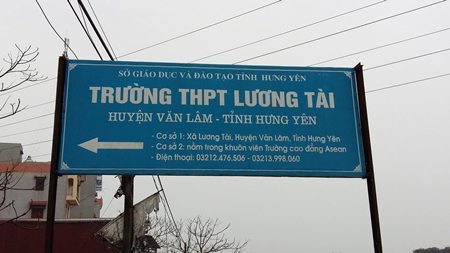 SỞ GIÁO DỤC VÀ ĐÀO TẠO TỈNH HƯNG YÊN
TRƯỜNG THPT LƯƠNG TÀI
HUYỆN VĂN LÂM - TỈNH HƯNG YÊN
- Cơ sở 1: Xã Lương Tài, Huyện Văn Lâm, Tỉnh Hưng Yên
- Cơ sở 2: nằm trong khuôn viên Trường cao đẳng Asean
- Điện thoại: 03212.476.506 - 03213.998.060